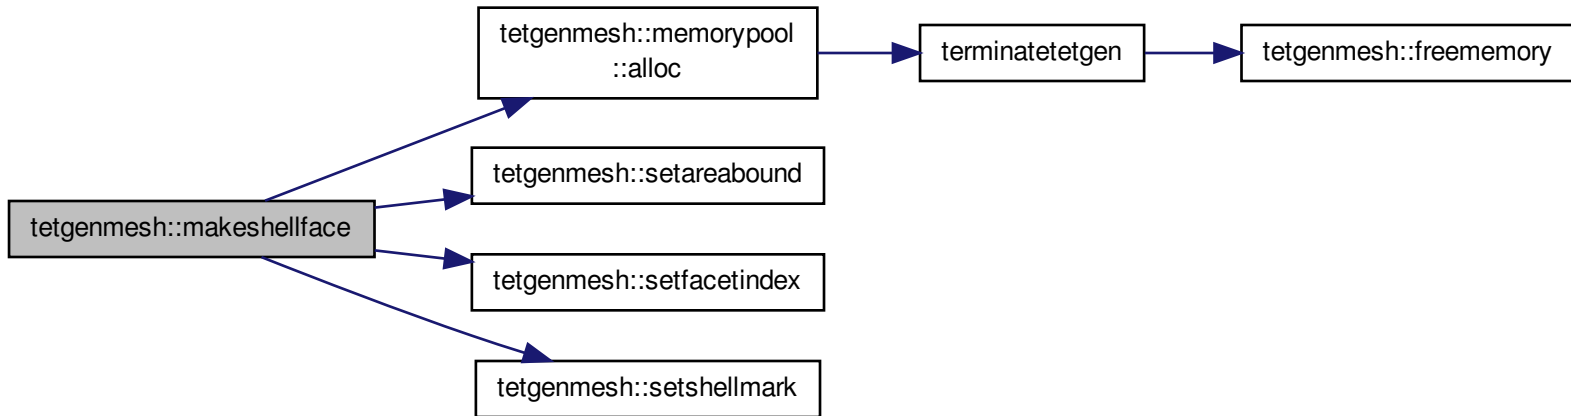 tetgenmesh::memorypool
::alloc
terminatetetgen
tetgenmesh::freememory
tetgenmesh::setareabound
tetgenmesh::makeshellface
tetgenmesh::setfacetindex
tetgenmesh::setshellmark